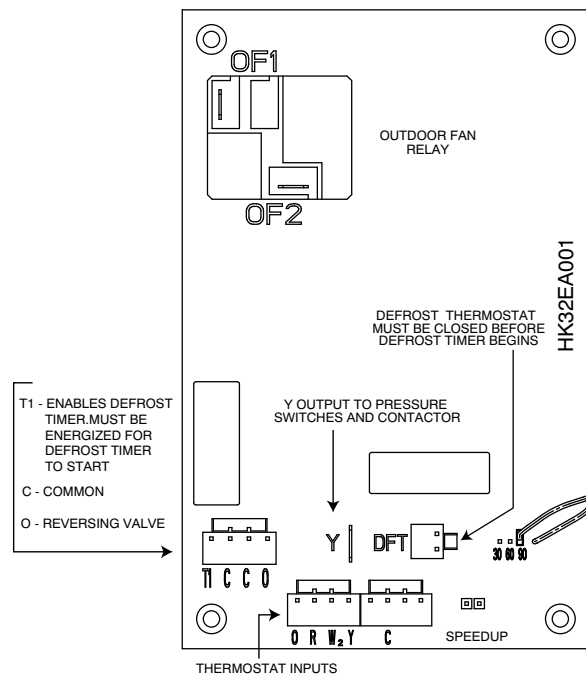 OF1
OUTDOOR FAN
RELAY
OF2
HK32EA001
DEFROST THERMOSTAT
MUST BE CLOSED BEFORE
DEFROST TIMER BEGINS
T1 - ENABLES DEFROST
TIMER.MUST BE
ENERGIZED FOR
DEFROST TIMER
TO START
C - COMMON
O - REVERSING VALVE
Y OUTPUT TO PRESSURE
SWITCHES AND CONTACTOR
Y
DFT
30 60 90
T1 C C O
O R W₂ Y C
SPEEDUP
THERMOSTAT INPUTS